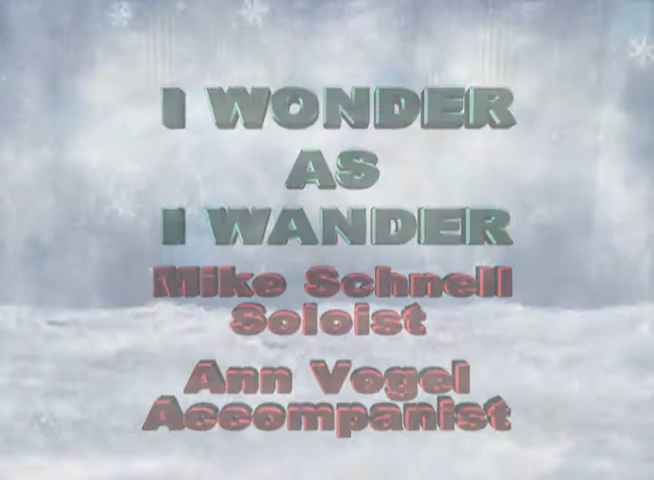 I WONDER
AS
I WANDER
Mike Schnell
Soloist
Ann Vogel
Accompanist